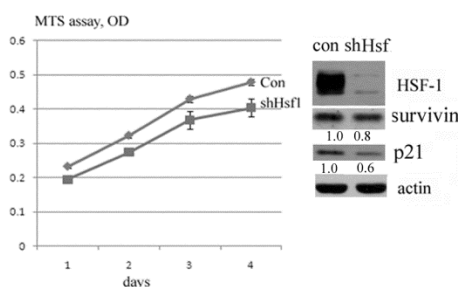 MTS assay, OD
0.6
0.5
0.4
0.3
0.2
0.1
0
1 2 3 4
days
Con
shHsf1
con shHsf
HSF-1
survivin
1.0 0.8
p21
1.0 0.6
actin